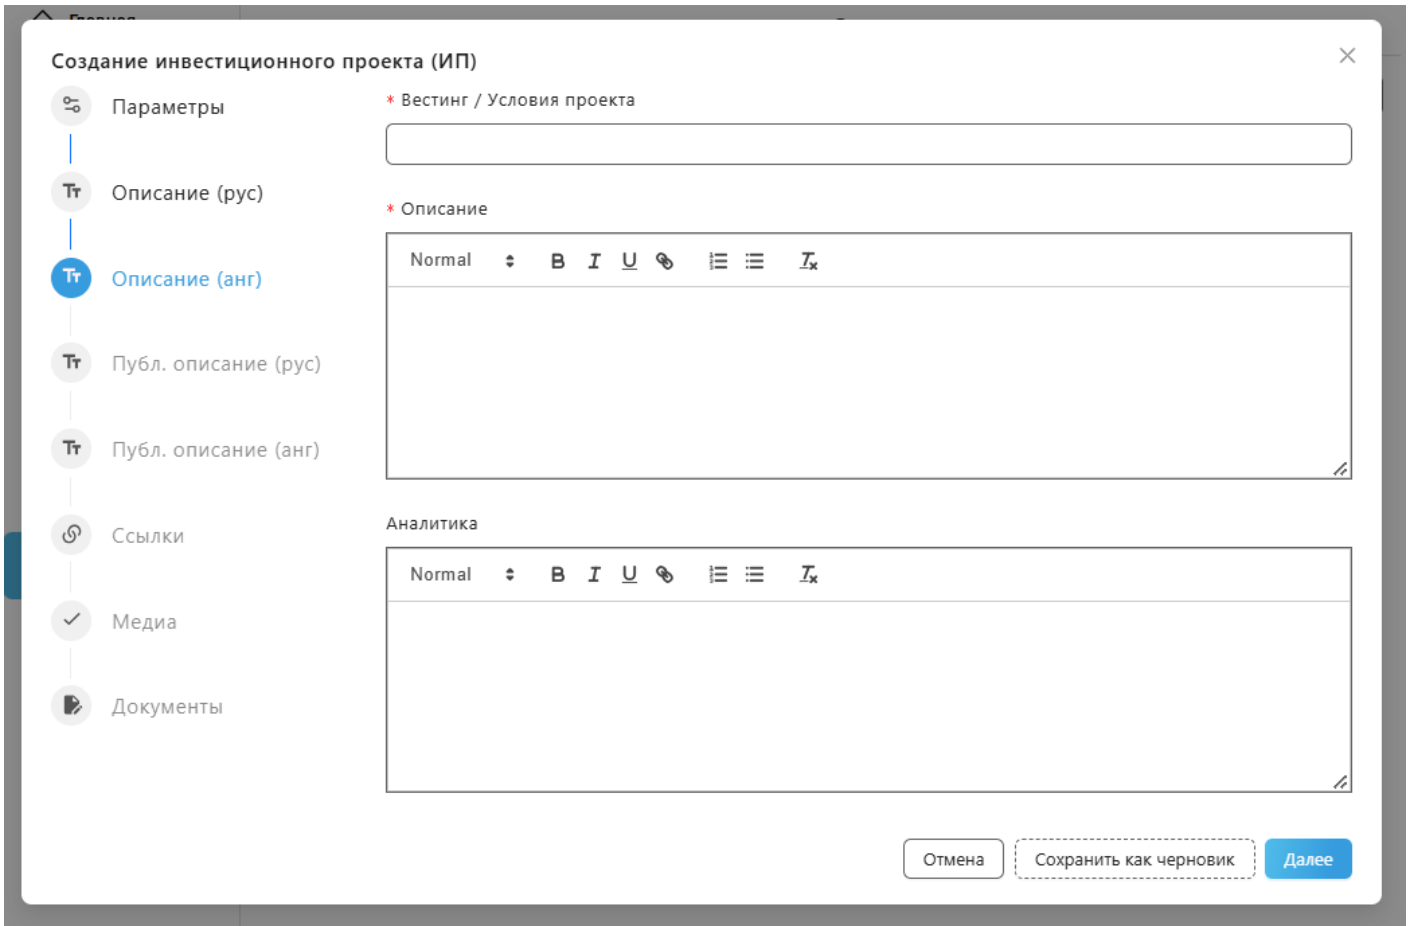 Главная
Создание инвестиционного проекта (ИП)
Параметры
Описание (рус)
Описание (анг)
Публ. описание (рус)
Публ. описание (анг)
Ссылки
Медиа
Документы
* Вестинг / Условия проекта
* Описание
Normal
Аналитика
Normal
Отмена
Сохранить как черновик
Далее